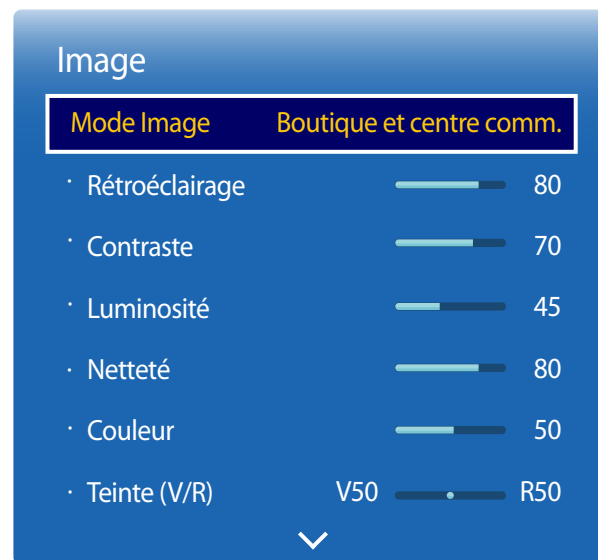 Image
Mode Image Boutique et centre comm.
· Rétroéclairage 80
· Contraste 70
· Luminosité 45
· Netteté 80
· Couleur 50
· Teinte (V/R) V50 R50